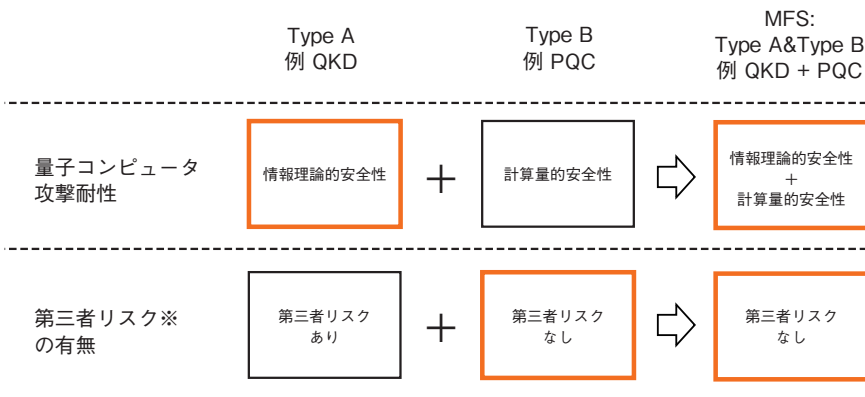 Type A
例 QKD
Type B
例 PQC
MFS:
Type A&Type B
例 QKD + PQC
量子コンピュータ
攻撃耐性
情報理論的安全性
+
計算量的安全性
情報理論的安全性
+
計算量的安全性
第三者リスク※
の有無
第三者リスク
あり
+
第三者リスク
なし
第三者リスク
なし